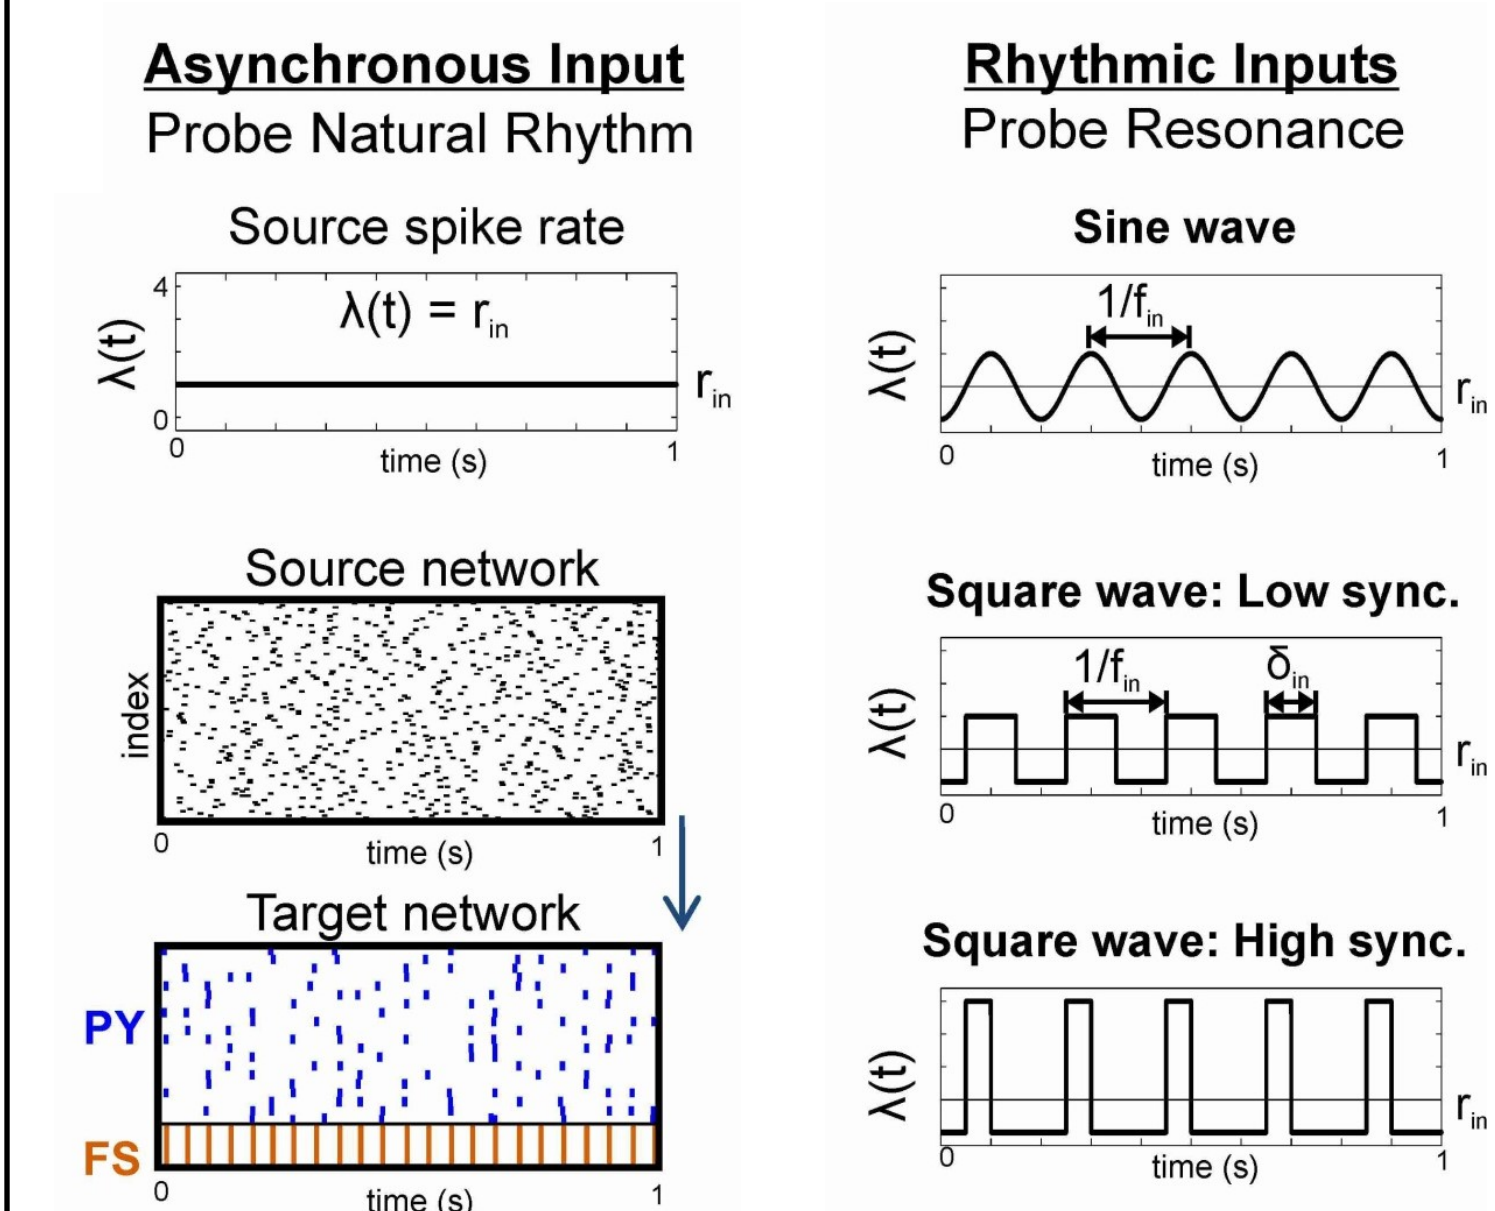 Asynchronous Input
Probe Natural Rhythm
Source spike rate
4
λ(t) = r_in
λ(t)
r_in
0
0
1
time (s)
Source network
index
0
1
time (s)
Target network
PY
FS
0
1
time (s)
Rhythmic Inputs
Probe Resonance
Sine wave
1/f_in
λ(t)
r_in
0
1
time (s)
Square wave: Low sync.
1/f_in
δ_in
λ(t)
r_in
0
1
time (s)
Square wave: High sync.
λ(t)
r_in
0
1
time (s)